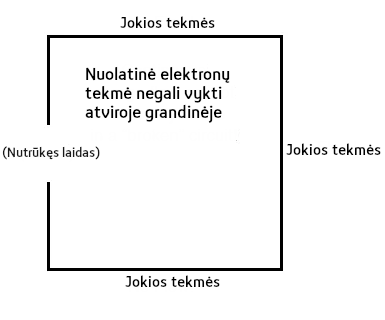 Jokios tekmės
Nuolatinė elektronų
tekmė negali vykti
atviroje grandinėje
(Nutrūkęs laidas)
Jokios tekmės
Jokios tekmės